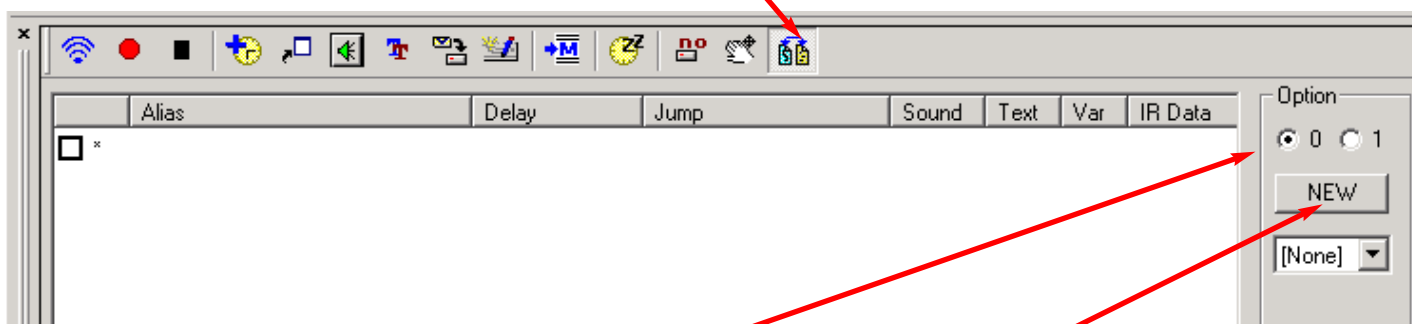 Alias Delay Jump Sound Text Var IR Data
*
Option
0 1
NEW
[None]